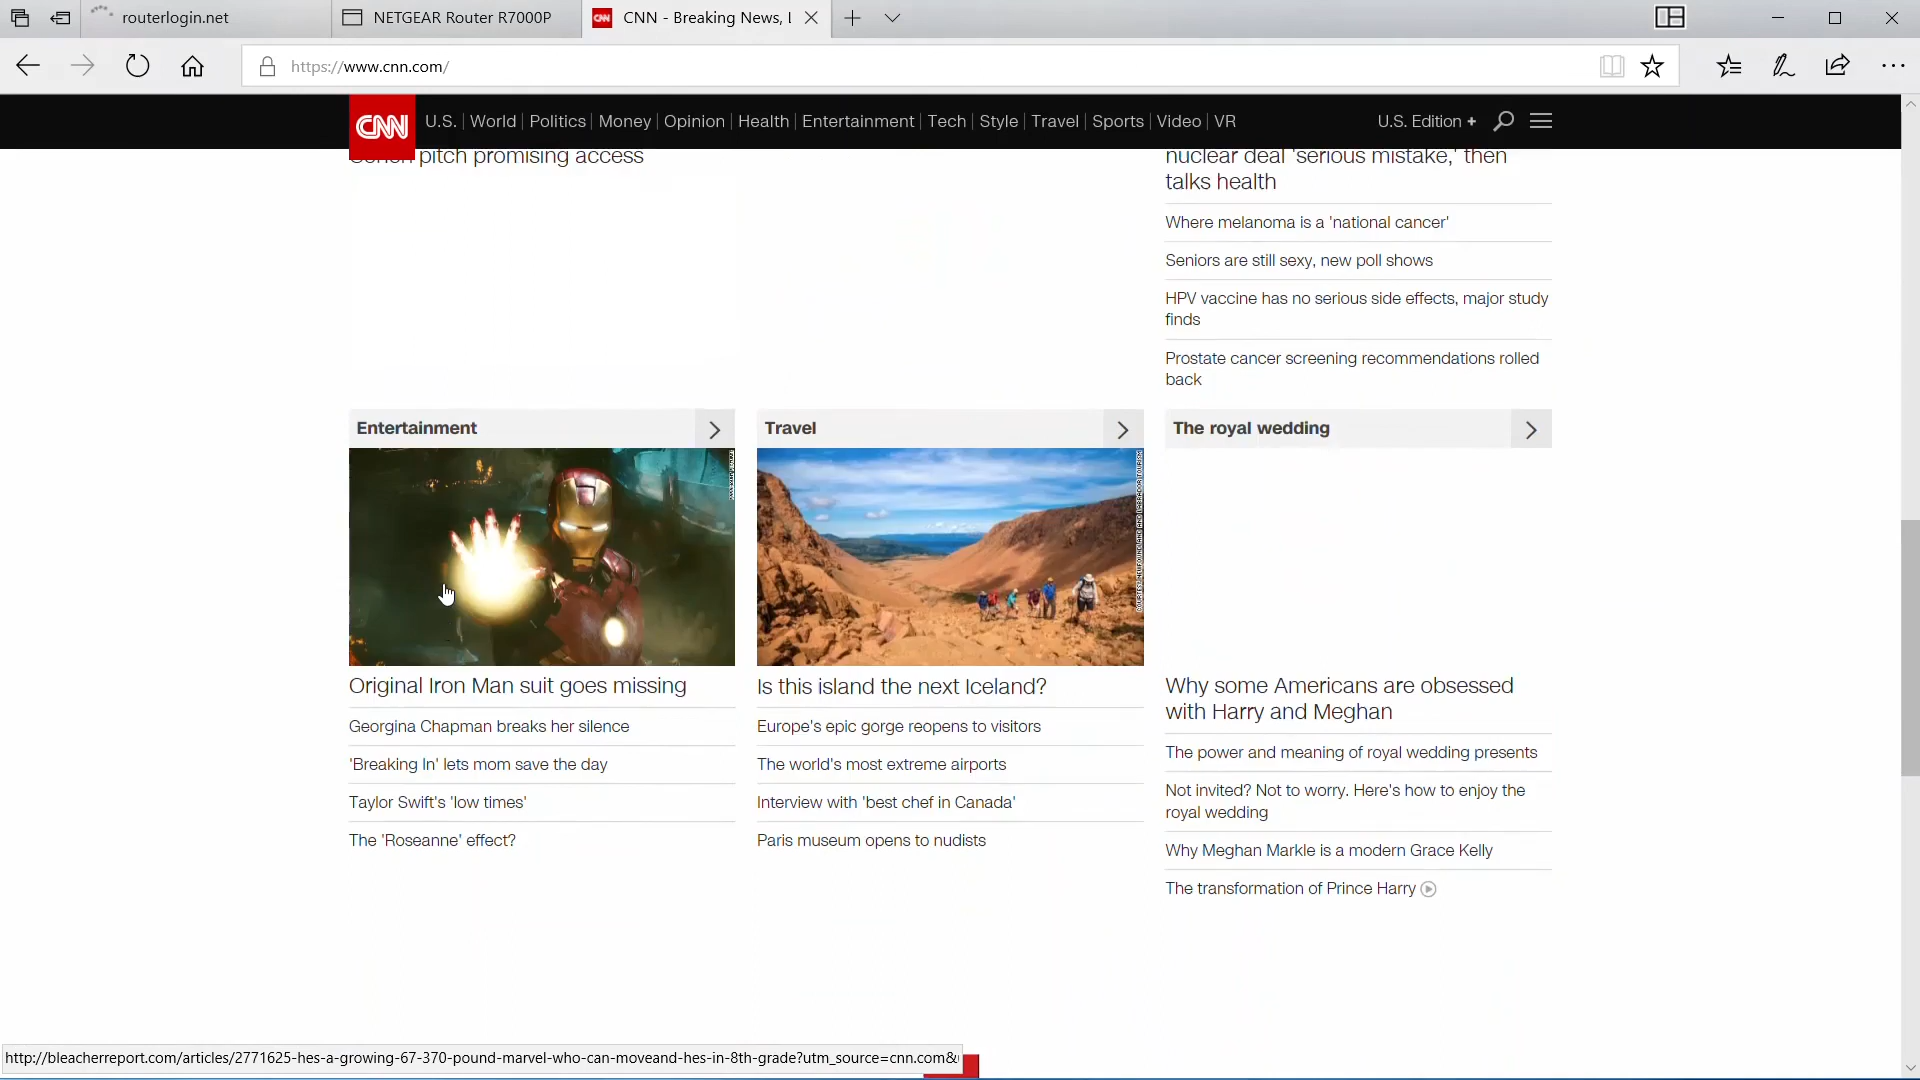 routerlogin.net
NETGEAR Router R7000P
CNN - Breaking News, L
https://www.cnn.com/
CNN
U.S. | World | Politics | Money | Opinion | Health | Entertainment | Tech | Style | Travel | Sports | Video | VR
U.S. Edition +
pitch promising access
nuclear deal 'serious mistake,' then
talks health
Where melanoma is a 'national cancer'
Seniors are still sexy, new poll shows
HPV vaccine has no serious side effects, major study
finds
Prostate cancer screening recommendations rolled
back
Entertainment
Original Iron Man suit goes missing
Georgina Chapman breaks her silence
'Breaking In' lets mom save the day
Taylor Swift's 'low times'
The 'Roseanne' effect?
Travel
COURTESY NEWFOUNDLAND AND LABRADOR TOURISM
Is this island the next Iceland?
Europe's epic gorge reopens to visitors
The world's most extreme airports
Interview with 'best chef in Canada'
Paris museum opens to nudists
The royal wedding
Why some Americans are obsessed
with Harry and Meghan
The power and meaning of royal wedding presents
Not invited? Not to worry. Here's how to enjoy the
royal wedding
Why Meghan Markle is a modern Grace Kelly
The transformation of Prince Harry
http://bleacherreport.com/articles/2771625-hes-a-growing-67-370-pound-marvel-who-can-moveand-hes-in-8th-grade?utm_source=cnn.com&